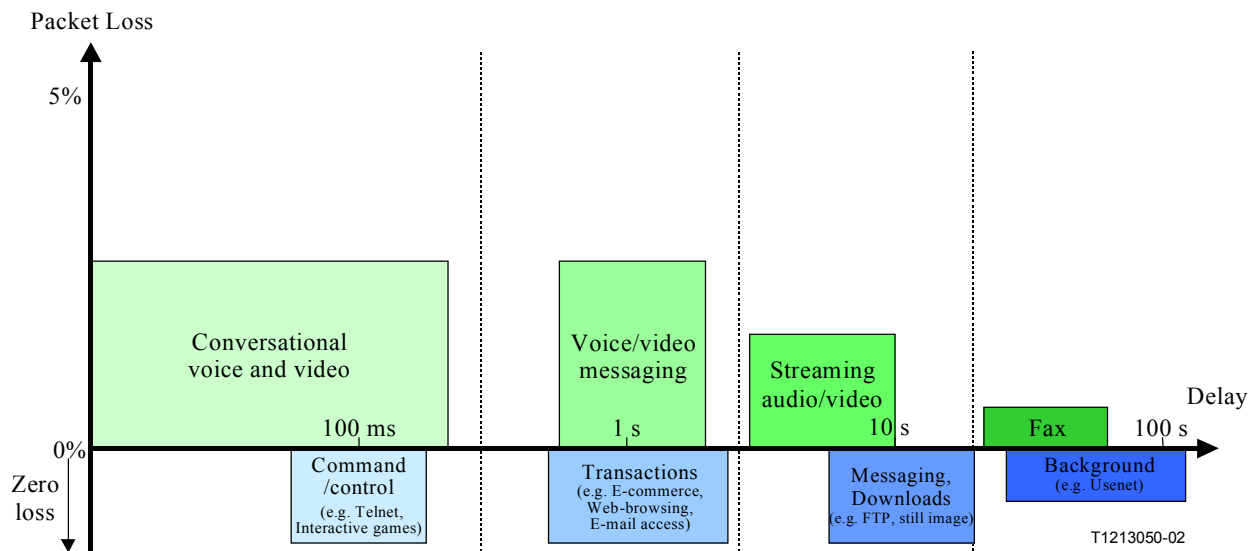 Packet Loss
5%
Conversational
voice and video
Voice/video
messaging
Streaming
audio/video
Delay
100 ms
1 s
10 s
Fax
100 s
0%
Zero
loss
Command
/control
(e.g. Telnet,
Interactive games)
Transactions
(e.g. E-commerce,
Web-browsing,
E-mail access)
Messaging,
Downloads
(e.g. FTP, still image)
Background
(e.g. Usenet)
T1213050-02